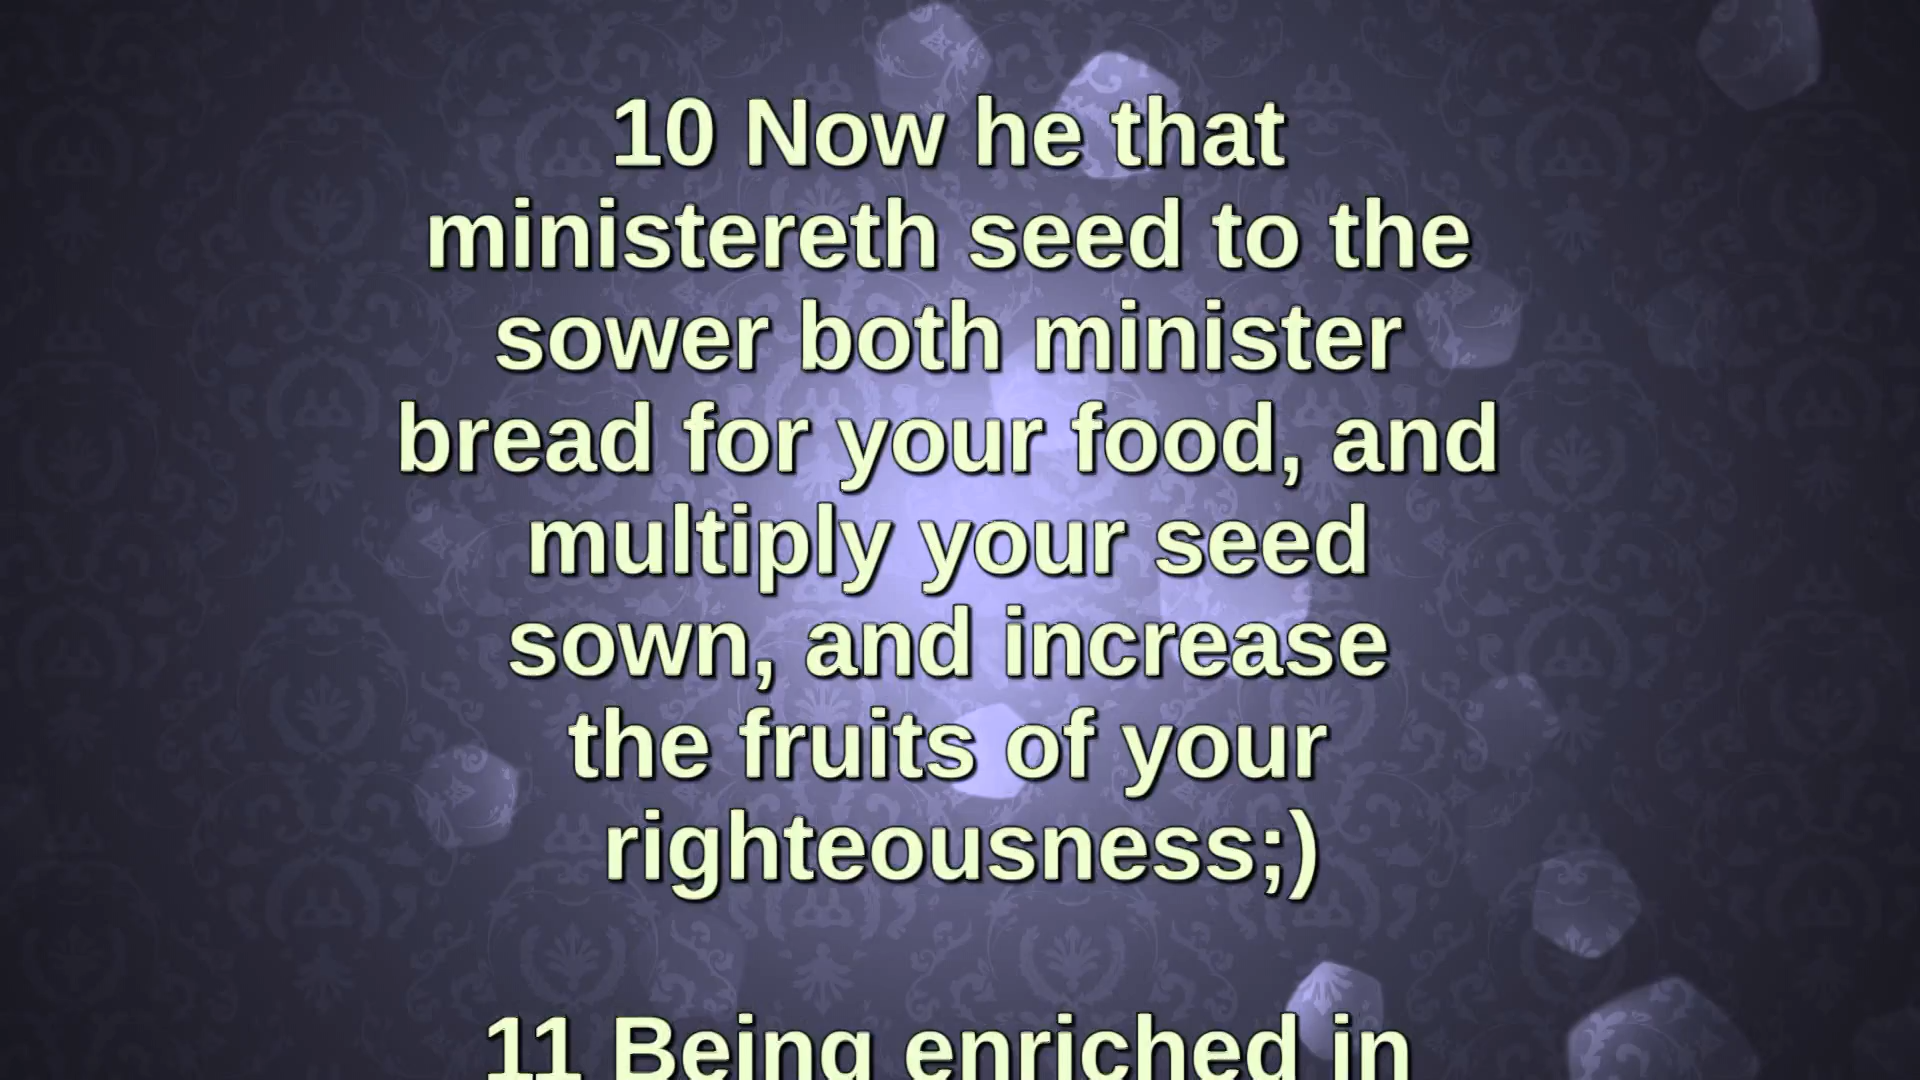 10 Now he that
ministereth seed to the
sower both minister
bread for your food, and
multiply your seed
sown, and increase
the fruits of your
righteousness;)
11 Being enriched in